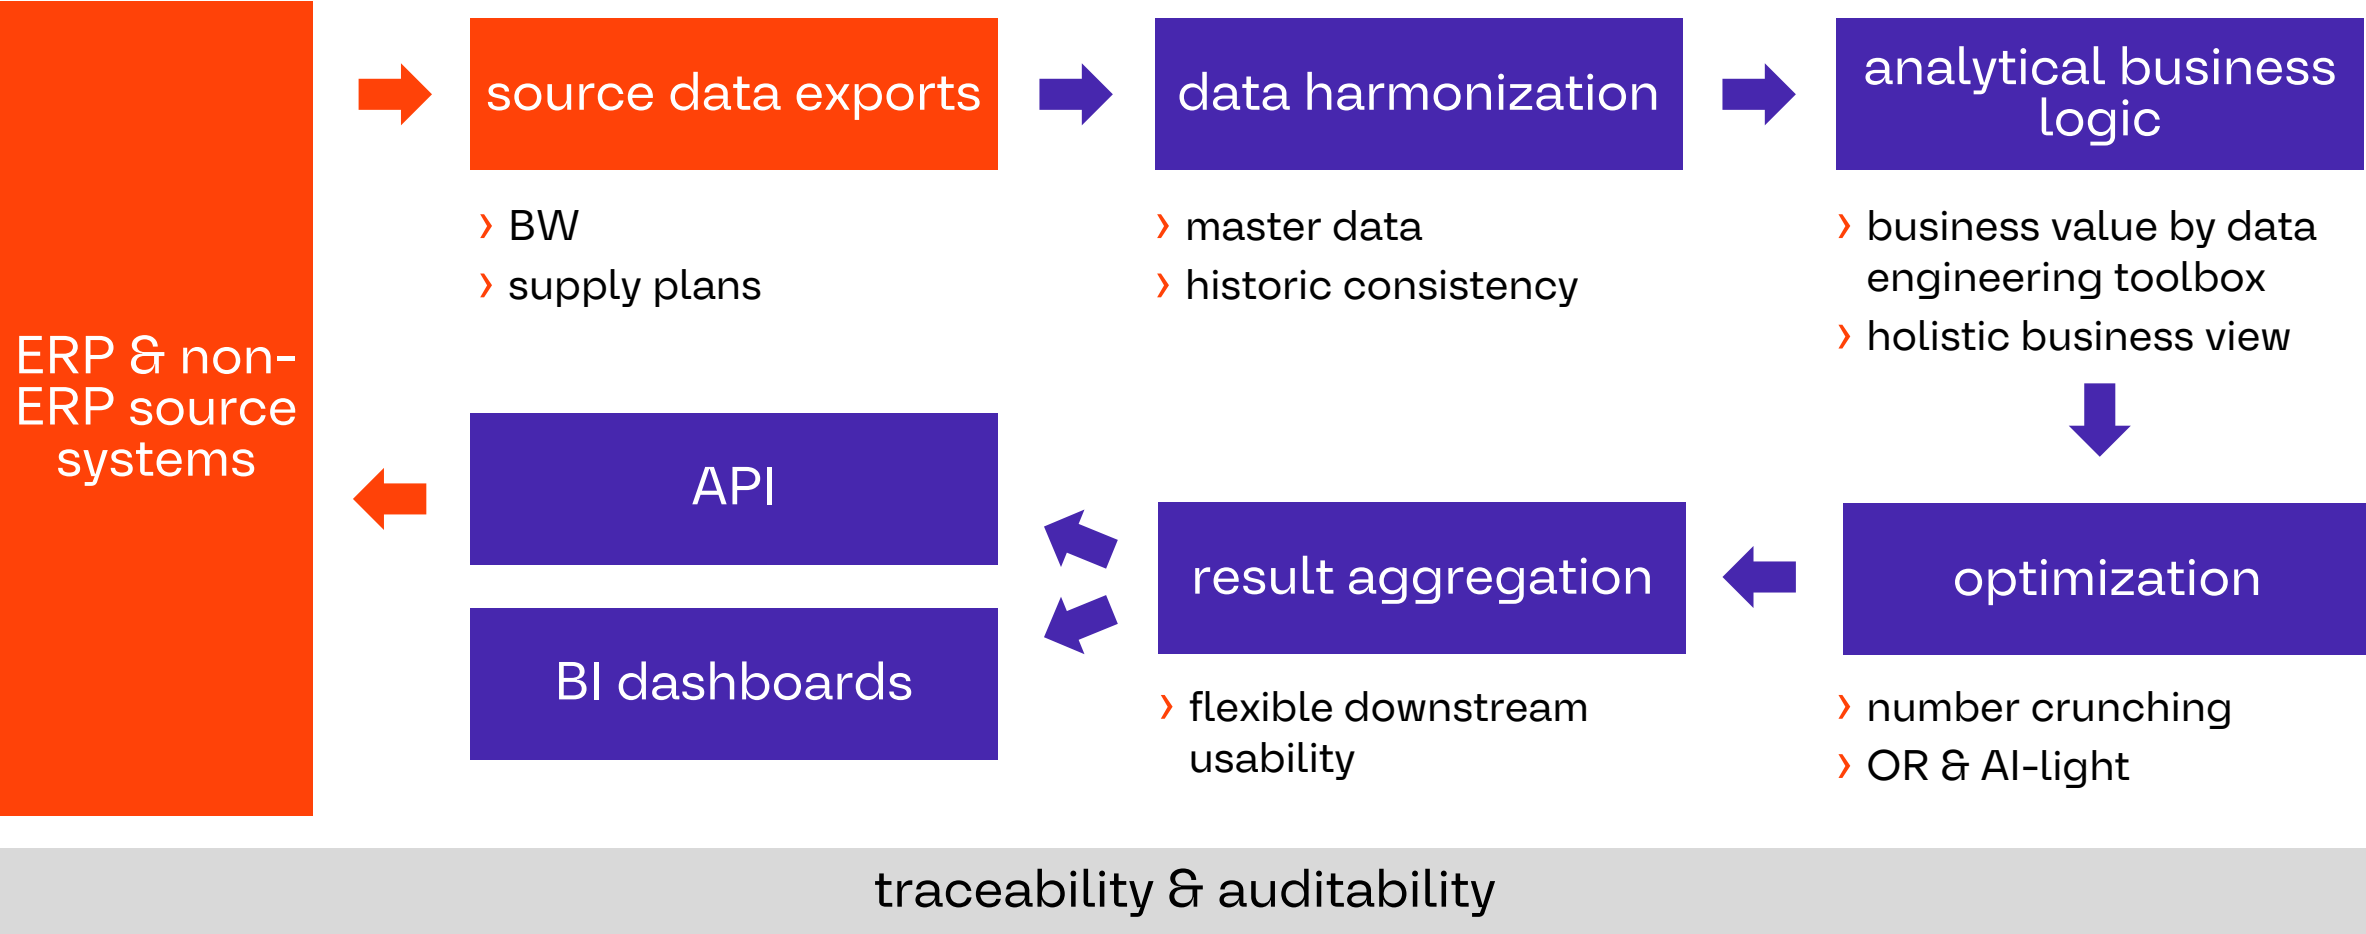 ERP & non-
ERP source
systems
source data exports
› BW
› supply plans
data harmonization
› master data
› historic consistency
analytical business
logic
› business value by data
engineering toolbox
› holistic business view
API
BI dashboards
result aggregation
› flexible downstream
usability
optimization
› number crunching
› OR & AI-light
traceability & auditability